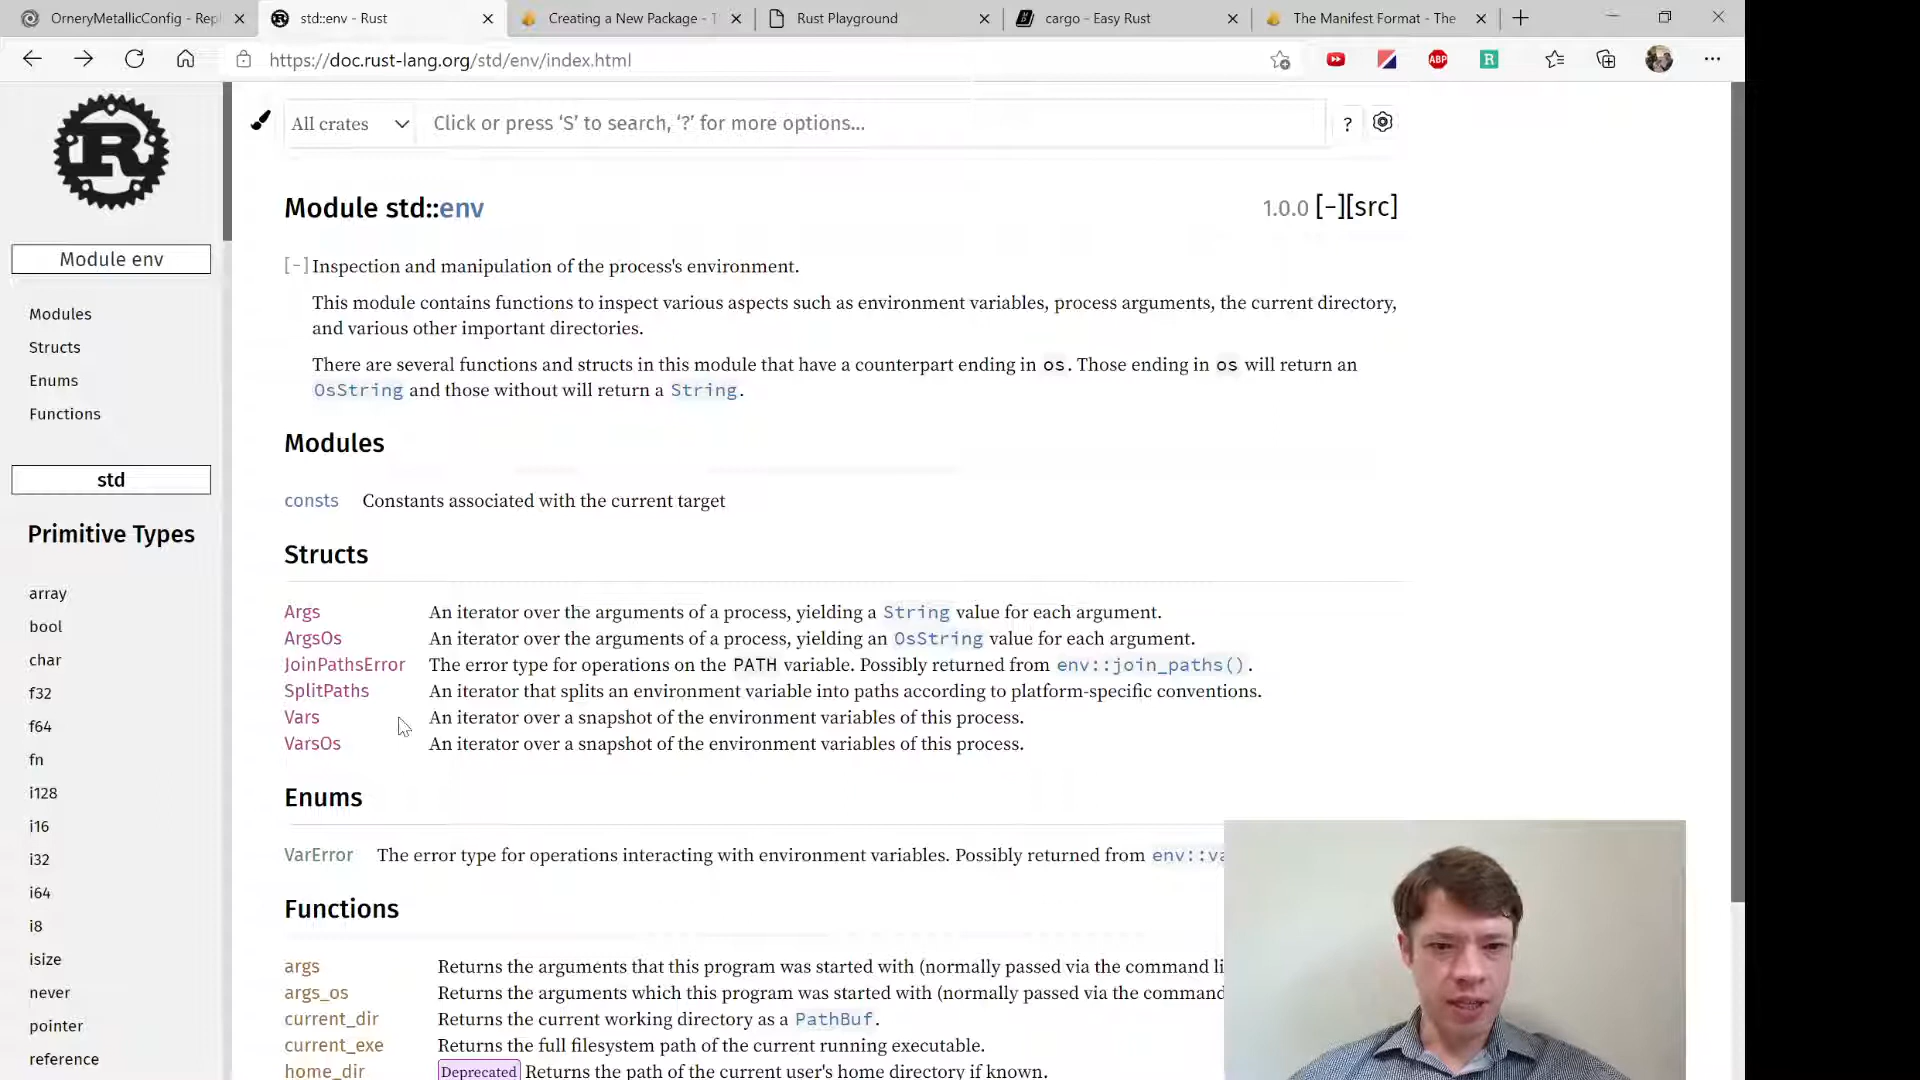 OrneryMetallicConfig - Repl
std::env - Rust
Creating a New Package - T
Rust Playground
cargo - Easy Rust
The Manifest Format - The
https://doc.rust-lang.org/std/env/index.html
ABP
R
R
All crates
Click or press ‘S’ to search, ‘?’ for more options...
?
Module std::env
1.0.0 [-][src]
Module env
[-] Inspection and manipulation of the process's environment.
This module contains functions to inspect various aspects such as environment variables, process arguments, the current directory,
and various other important directories.
There are several functions and structs in this module that have a counterpart ending in os. Those ending in os will return an
OsString and those without will return a String.
Modules
Structs
Enums
Functions
Modules
consts Constants associated with the current target
std
Structs
Primitive Types
Args An iterator over the arguments of a process, yielding a String value for each argument.
ArgsOs An iterator over the arguments of a process, yielding an OsString value for each argument.
JoinPathsError The error type for operations on the PATH variable. Possibly returned from env::join_paths().
SplitPaths An iterator that splits an environment variable into paths according to platform-specific conventions.
Vars An iterator over a snapshot of the environment variables of this process.
VarsOs An iterator over a snapshot of the environment variables of this process.
array
bool
char
f32
f64
fn
i128
i16
i32
i64
i8
isize
never
pointer
reference
Enums
VarError The error type for operations interacting with environment variables. Possibly returned from env::va
Functions
args Returns the arguments that this program was started with (normally passed via the command li
args_os Returns the arguments which this program was started with (normally passed via the command
current_dir Returns the current working directory as a PathBuf.
current_exe Returns the full filesystem path of the current running executable.
home_dir Deprecated Returns the path of the current user's home directory if known.